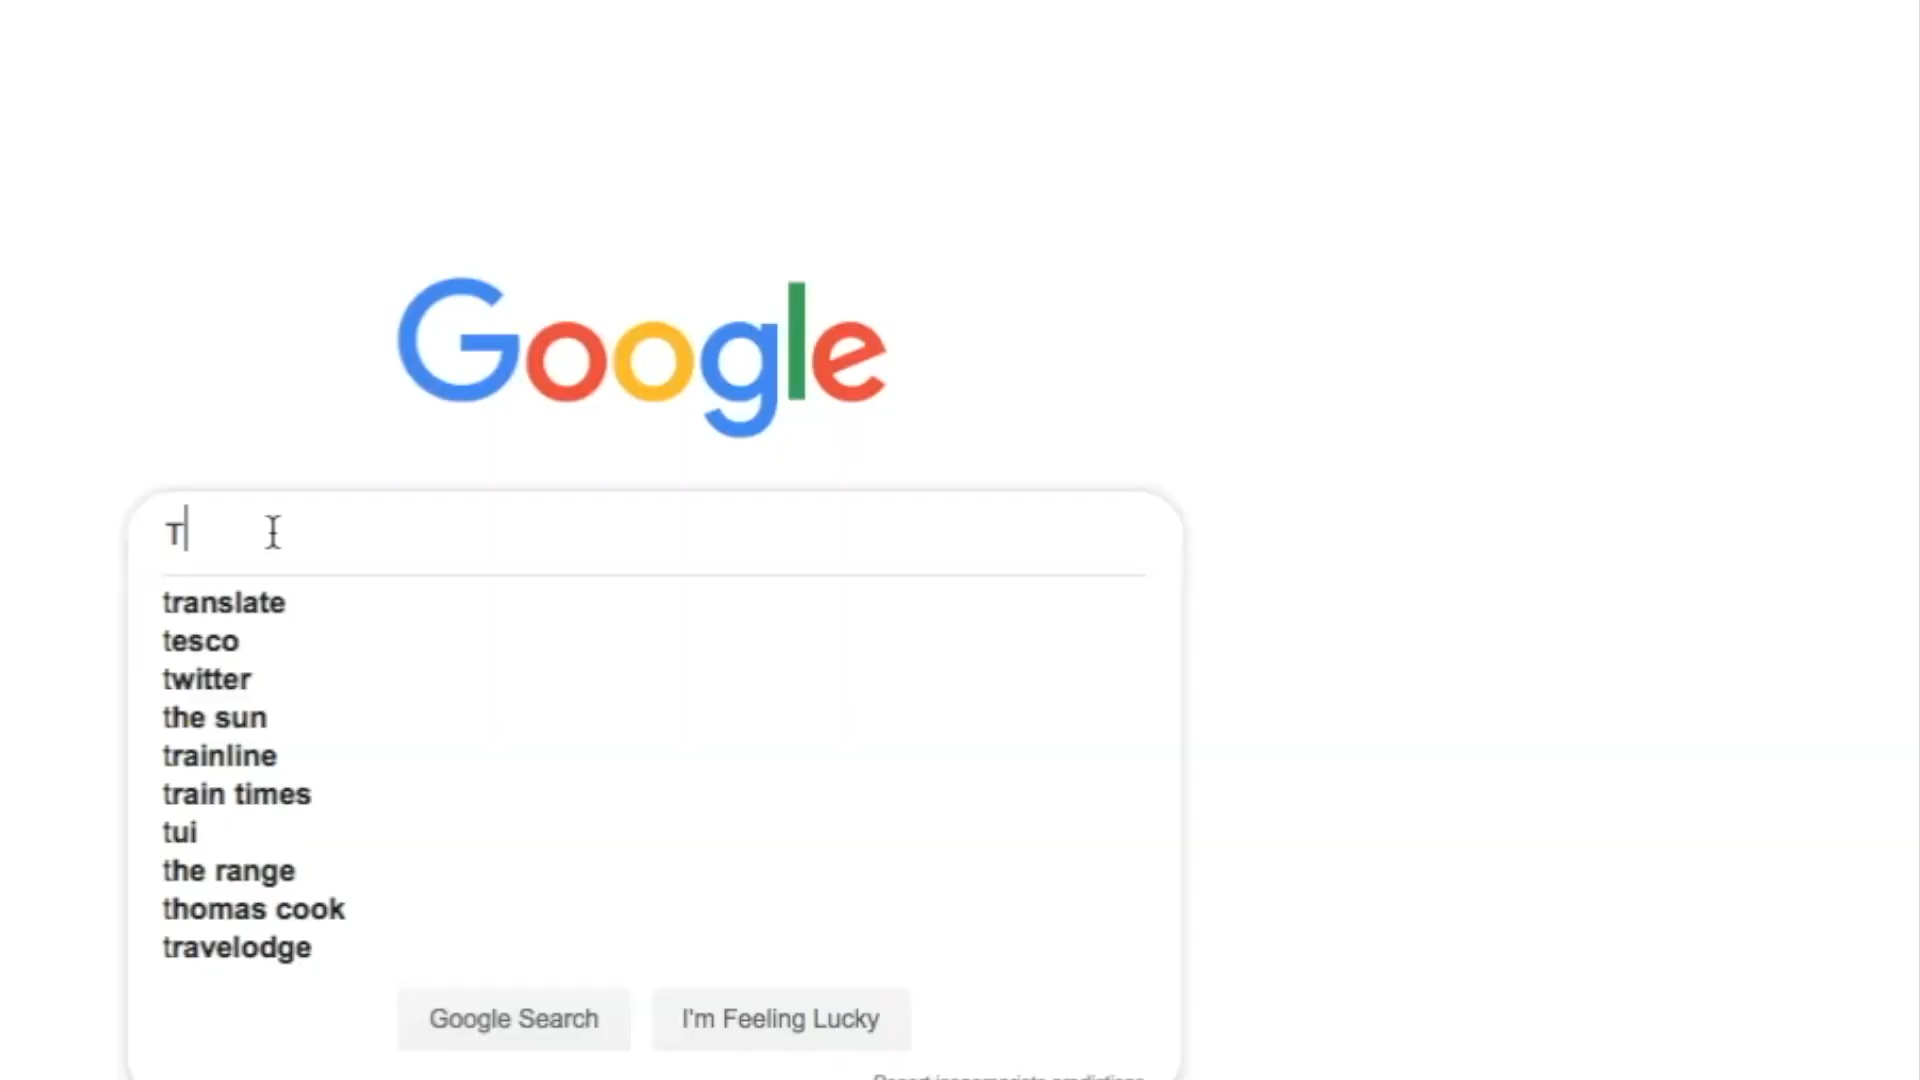 Google
T
translate
tesco
twitter
the sun
trainline
train times
tui
the range
thomas cook
travelodge
Google Search
I'm Feeling Lucky